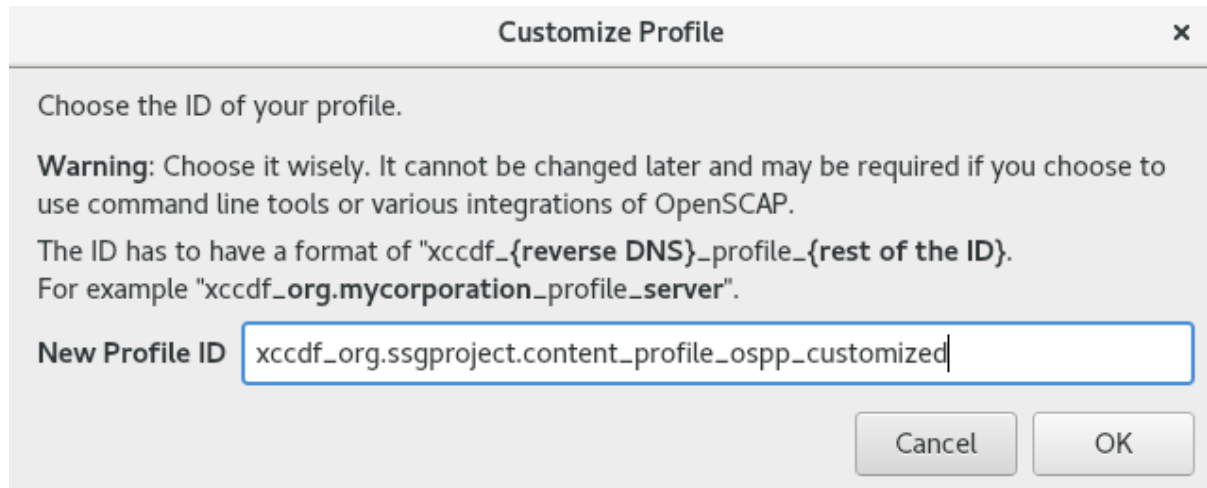 Customize Profile ×
Choose the ID of your profile.
Warning: Choose it wisely. It cannot be changed later and may be required if you choose to
use command line tools or various integrations of OpenSCAP.
The ID has to have a format of "xccdf_{reverse DNS}_profile_{rest of the ID}.
For example "xccdf_org.mycorporation_profile_server".
New Profile ID xccdf_org.ssgproject.content_profile_ospp_customized
Cancel OK